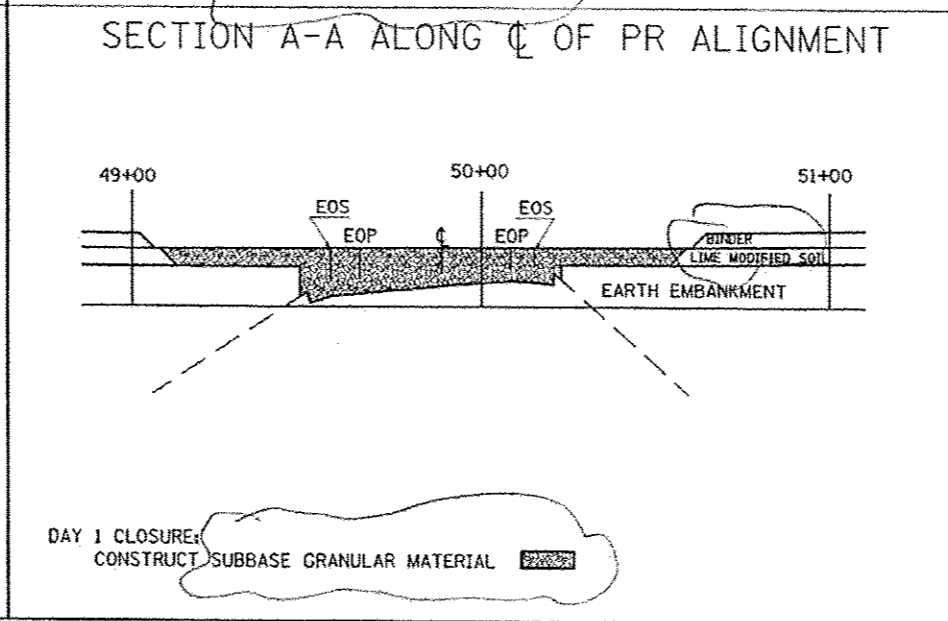 SECTION A-A ALONG ℄ OF PR ALIGNMENT
49+00 50+00 51+00
EOS EOS
EOP ℄ EOP BINDER
LIME MODIFIED SOIL
EARTH EMBANKMENT
DAY 1 CLOSURE:
CONSTRUCT SUBBASE GRANULAR MATERIAL